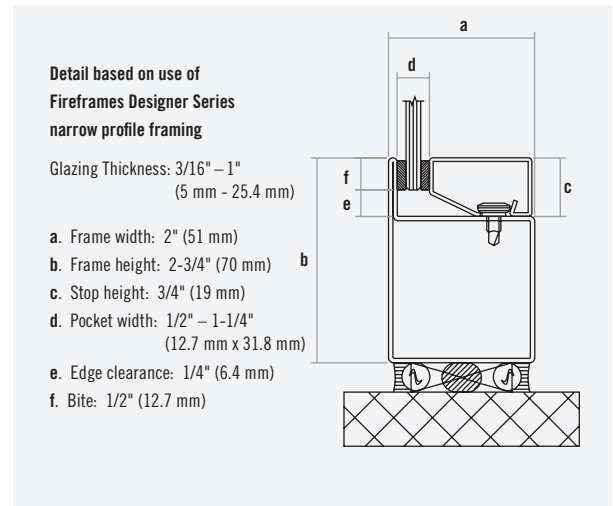 Detail based on use of
Fireframes Designer Series
narrow profile framing
Glazing Thickness: 3/16" – 1"
(5 mm - 25.4 mm)
a. Frame width: 2" (51 mm)
b. Frame height: 2-3/4" (70 mm)
c. Stop height: 3/4" (19 mm)
d. Pocket width: 1/2" – 1-1/4"
(12.7 mm x 31.8 mm)
e. Edge clearance: 1/4" (6.4 mm)
f. Bite: 1/2" (12.7 mm)
a
d
f
e
c
b